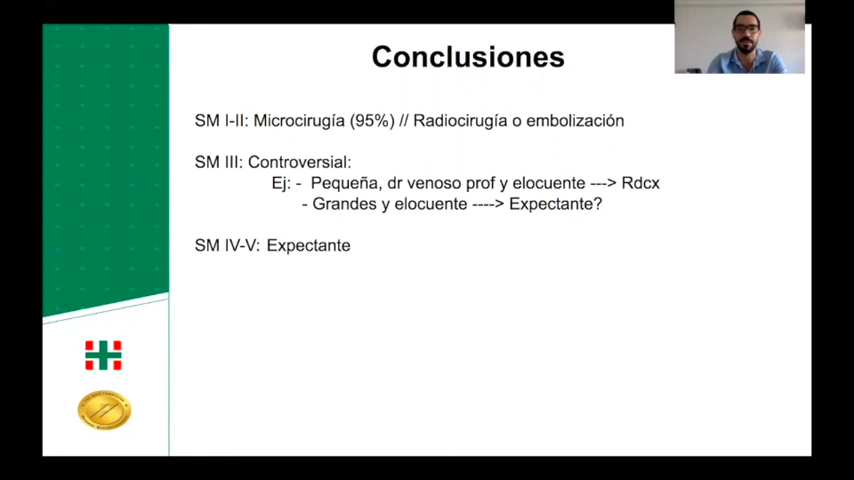 Conclusiones
SM I-II: Microcirugía (95%) // Radiocirugía o embolización
SM III: Controversial:
Ej: - Pequeña, dr venoso prof y elocuente ---> Rdcx
- Grandes y elocuente ----> Expectante?
SM IV-V: Expectante